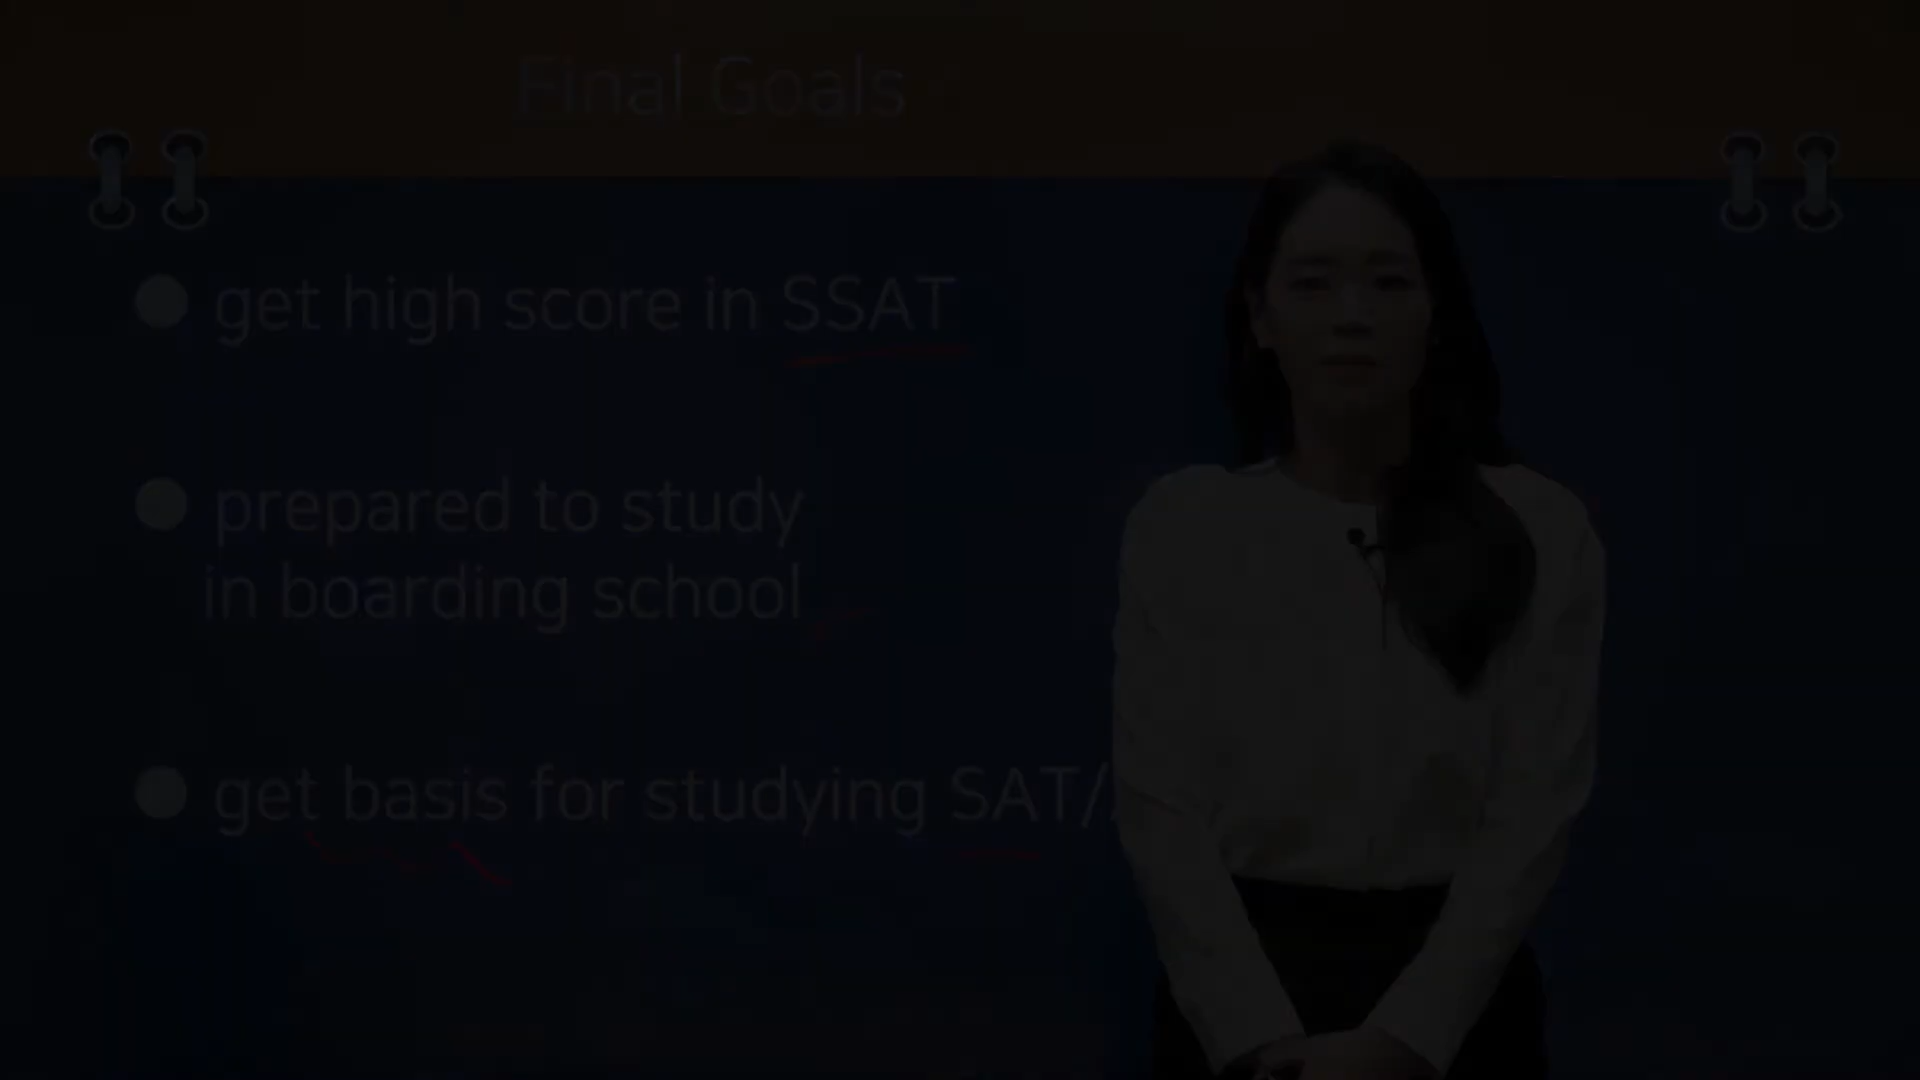 Final Goals
get high score in SSAT
prepared to study
in boarding school
get basis for studying SAT/